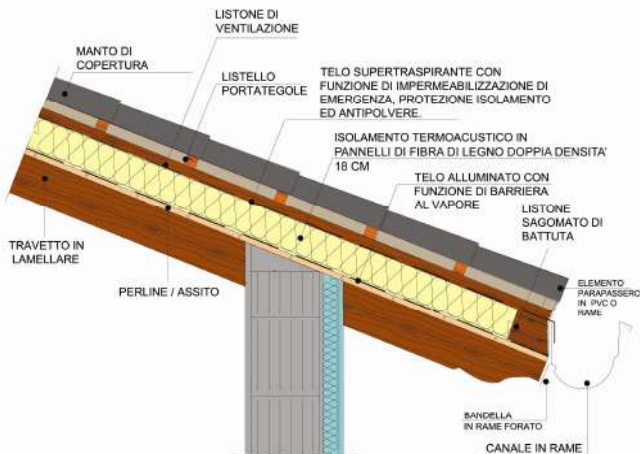 LISTONE DI
VENTILAZIONE
MANTO DI
COPERTURA
LISTELLO
PORTATEGOLE
TELO SUPERTRASPIRANTE CON
FUNZIONE DI IMPERMEABILIZZAZIONE DI
EMERGENZA, PROTEZIONE ISOLAMENTO
ED ANTIPOLVERE.
ISOLAMENTO TERMOACUSTICO IN
PANNELLI DI FIBRA DI LEGNO DOPPIA DENSITA'
18 CM
TELO ALLUMINATO CON
FUNZIONE DI BARRIERA
AL VAPORE
LISTONE
SAGOMATO DI
BATTUTA
TRAVETTO IN
LAMELLARE
PERLINE / ASSITO
ELEMENTO
PARAPASSERO
IN PVC O
RAME
BANDELLA
IN RAME FORATO
CANALE IN RAME